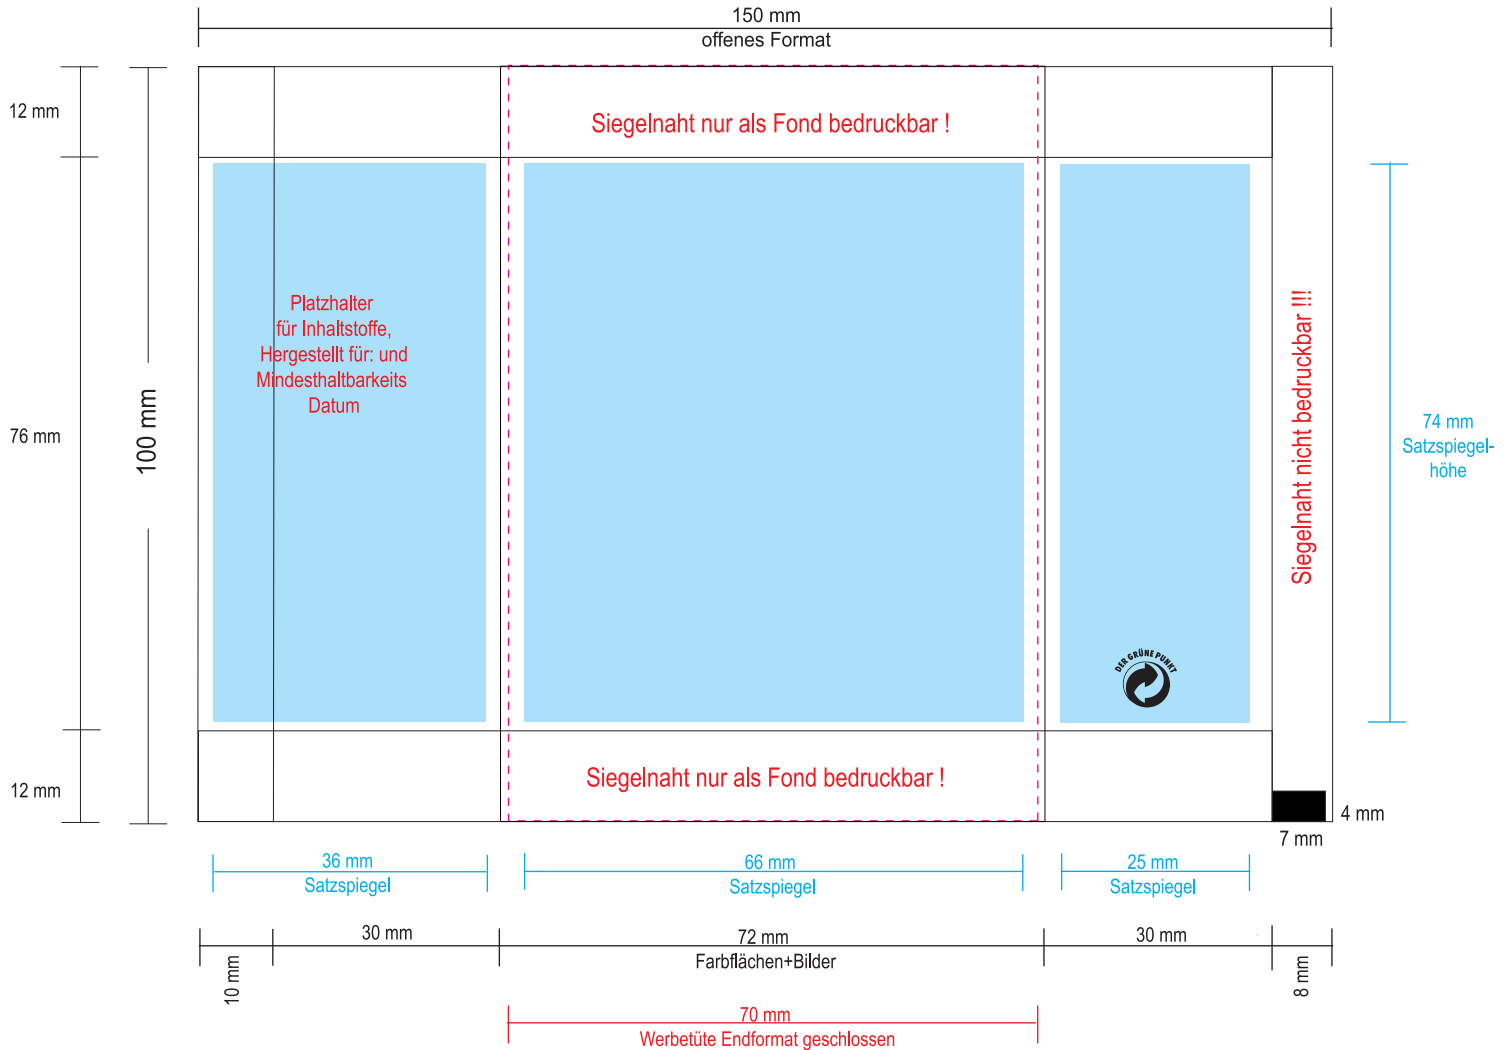 150 mm
offenes Format
12 mm
Siegelnaht nur als Fond bedruckbar !
Platzhalter
für Inhaltstoffe,
Hergestellt für: und
Mindesthaltbarkeits
Datum
76 mm
100 mm
Siegelnaht nicht bedruckbar !!!
74 mm
Satzspiegel-
höhe
DER GRÜNE PUNKT
12 mm
Siegelnaht nur als Fond bedruckbar !
4 mm
7 mm
36 mm
Satzspiegel
66 mm
Satzspiegel
25 mm
Satzspiegel
30 mm
72 mm
Farbflächen+Bilder
30 mm
10 mm
8 mm
70 mm
Werbetüte Endformat geschlossen